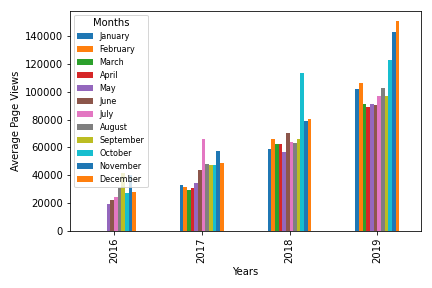 Months
January
February
March
April
May
June
July
August
September
October
November
December
140000
120000
100000
80000
60000
40000
20000
0
Average Page Views
2016
2017
2018
2019
Years